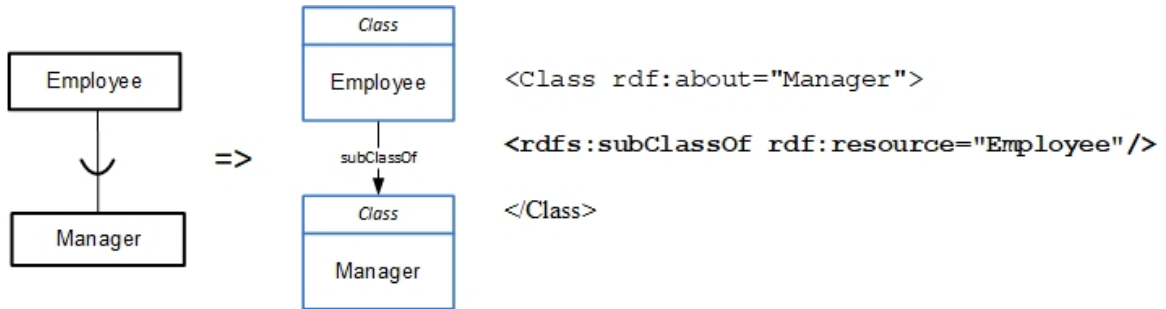 Employee
Manager
=>
Class
Employee
subClassOf
Class
Manager
<Class rdf:about="Manager">
<rdfs:subClassOf rdf:resource="Employee"/>
</Class>